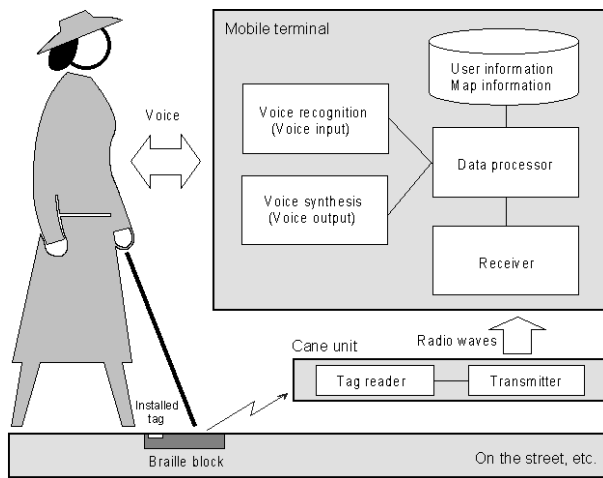 Mobile terminal
User information
Map information
Voice
Voice recognition
(Voice input)
Data processor
Voice synthesis
(Voice output)
Receiver
Radio waves
Cane unit
Tag reader
Transmitter
Installed
tag
Braille block
On the street, etc.